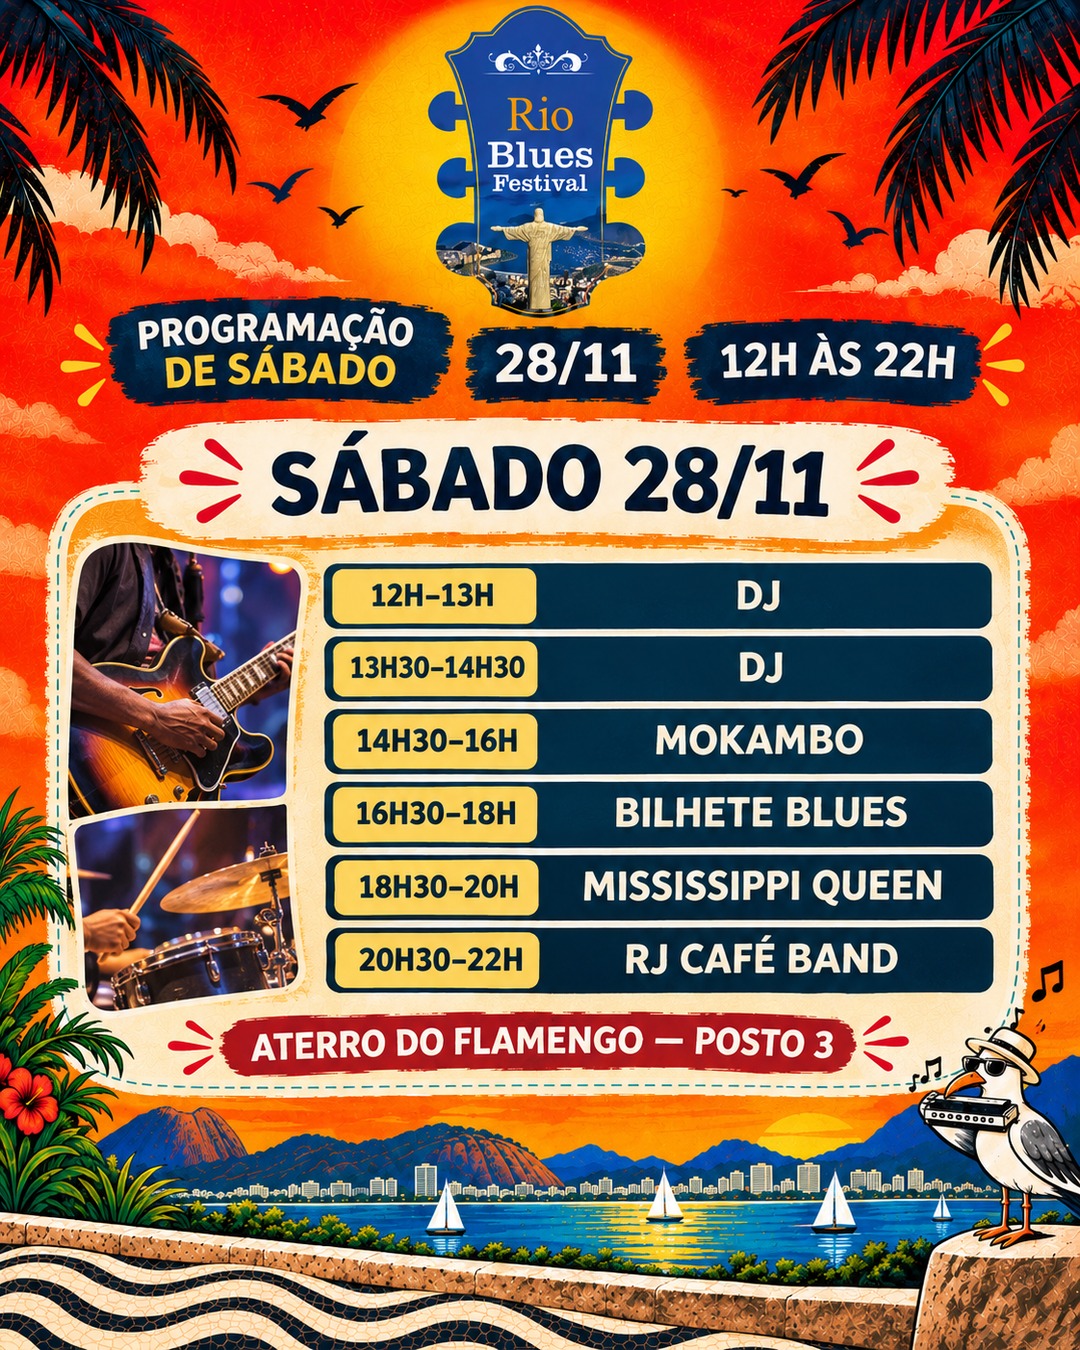 Rio
Blues
Festival
PROGRAMAÇÃO
DE SÁBADO
28/11
12H ÀS 22H
SÁBADO 28/11
12H–13H DJ
13H30–14H30 DJ
14H30–16H MOKAMBO
16H30–18H BILHETE BLUES
18H30–20H MISSISSIPPI QUEEN
20H30–22H RJ CAFÉ BAND
ATERRO DO FLAMENGO — POSTO 3